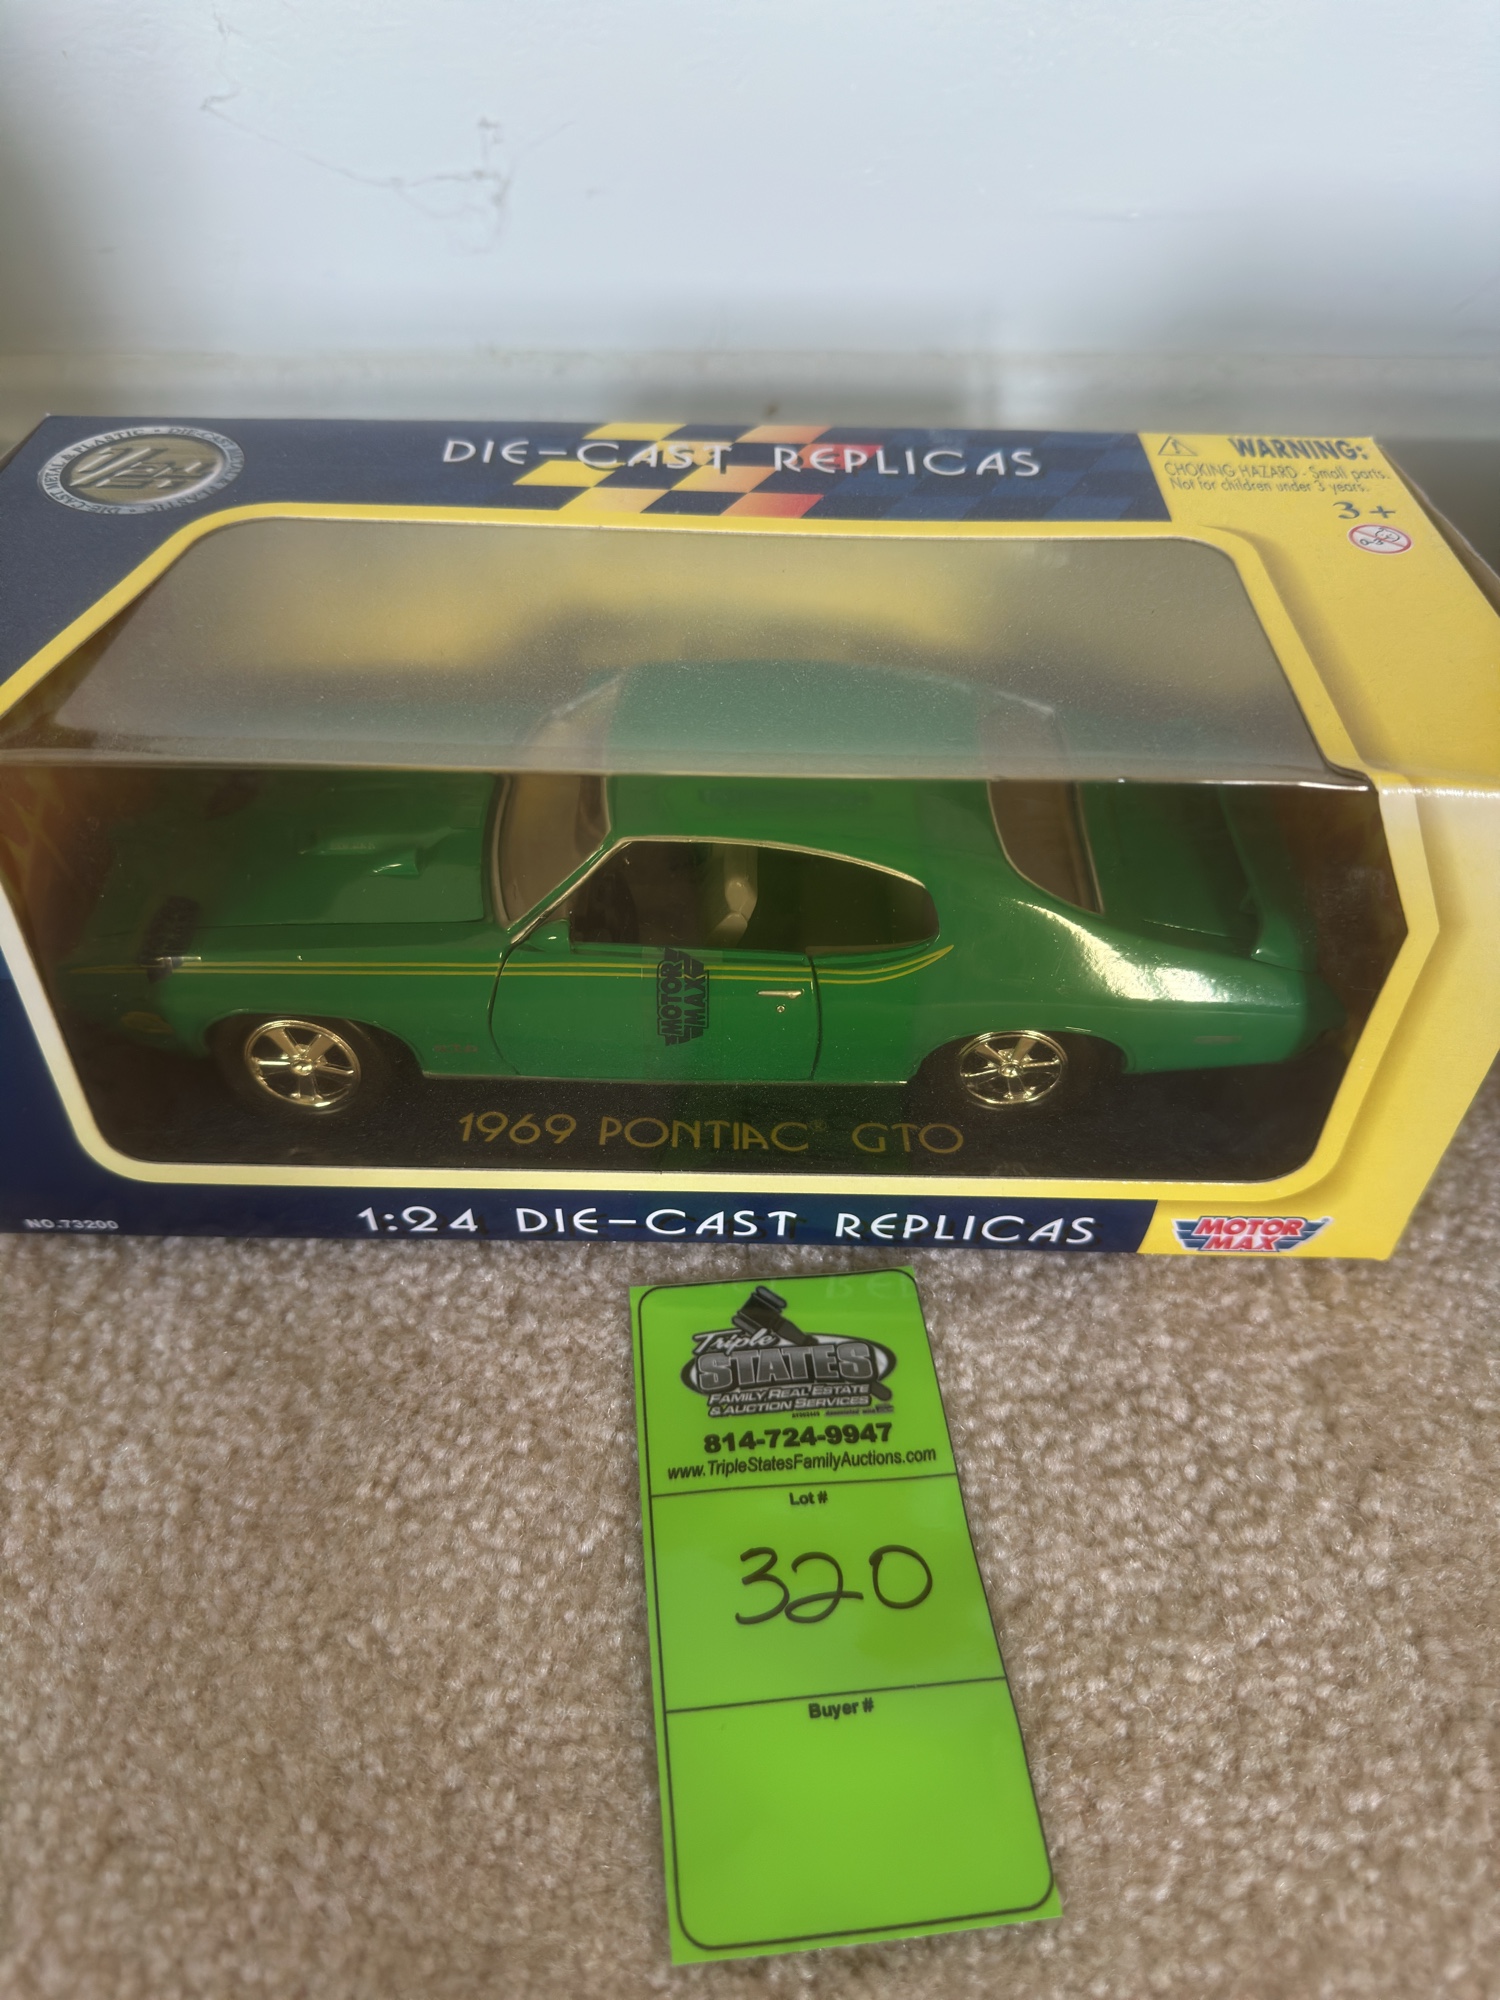 DIE-CAST REPLICAS
WARNING:
CHOKING HAZARD - Small parts.
Not for children under 3 years.
3+
0-3
1969 PONTIAC® GTO
MOTOR
MAX
NO.73200
1:24 DIE-CAST REPLICAS
MOTOR
MAX
Triple
STATES
FAMILY REAL ESTATE
& AUCTION SERVICES
814-724-9947
www.TripleStatesFamilyAuctions.com
Lot #
320
Buyer #